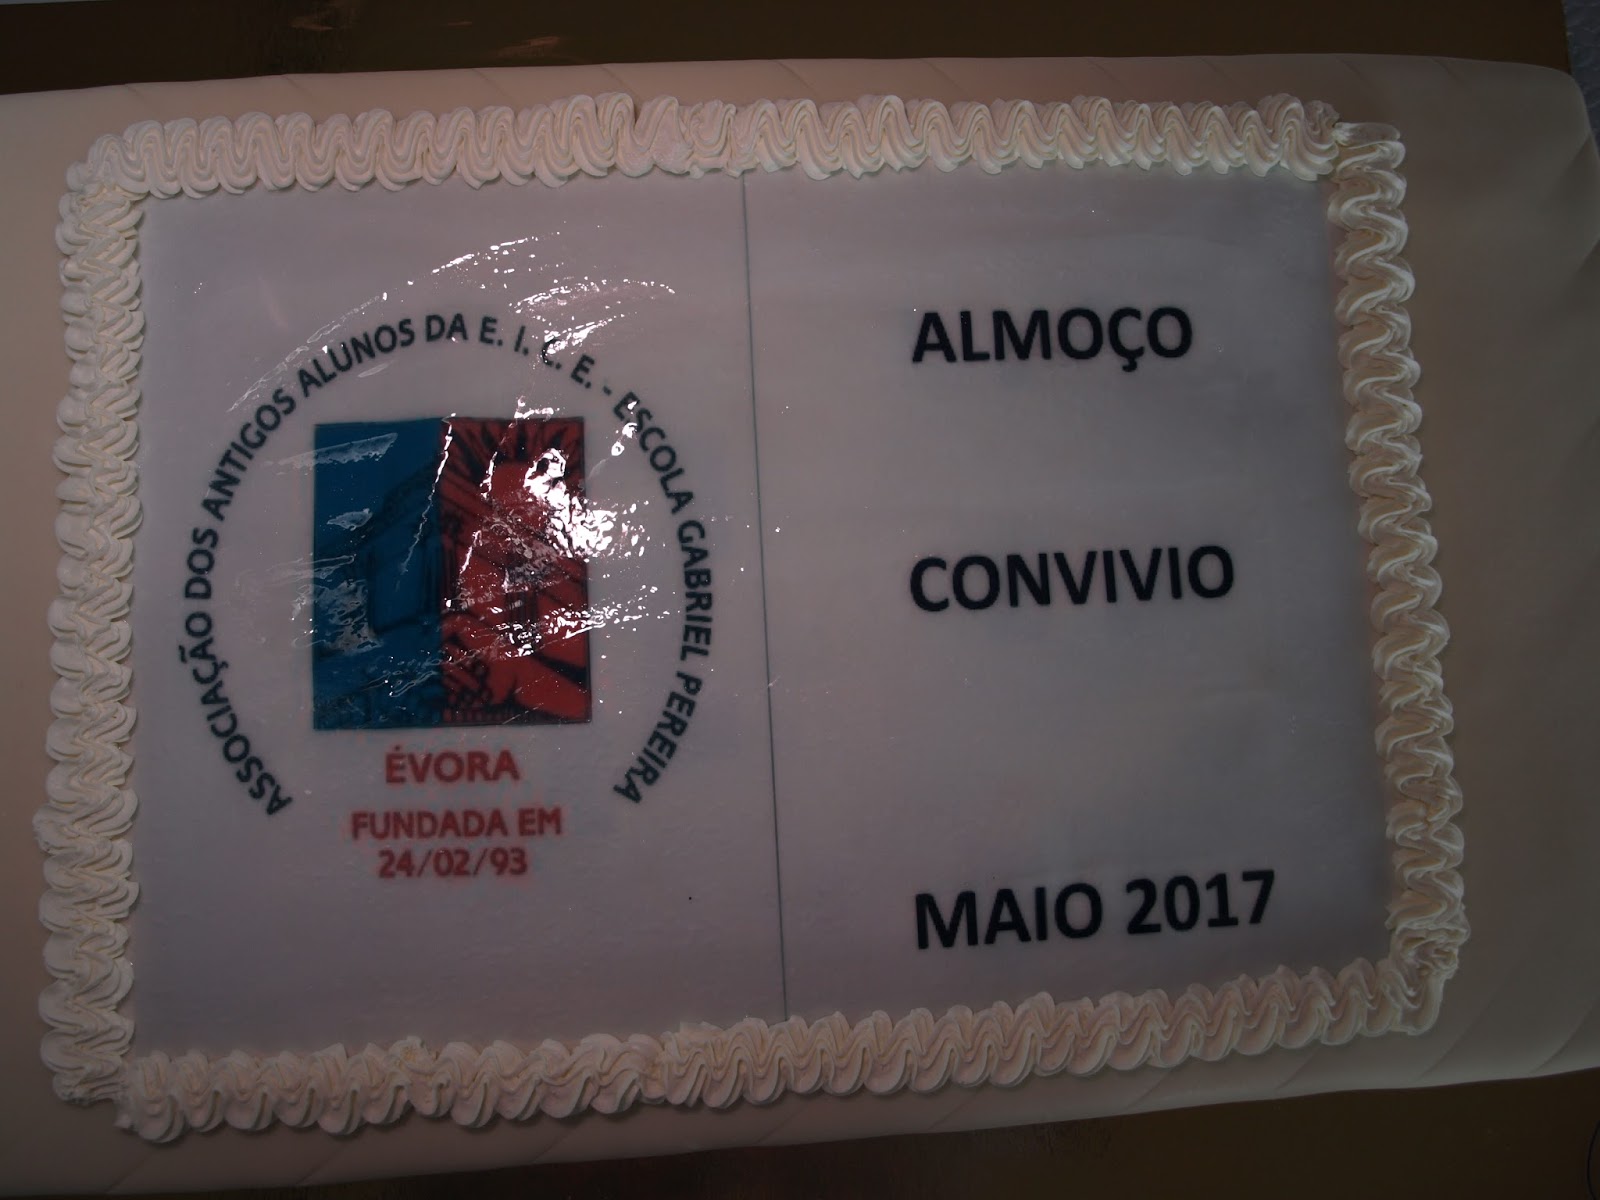 ASSOCIAÇÃO DOS ANTIGOS ALUNOS DA E. I. C. E. - ESCOLA GABRIEL PEREIRA
ÉVORA
FUNDADA EM
24/02/93
ALMOÇO
CONVIVIO
MAIO 2017